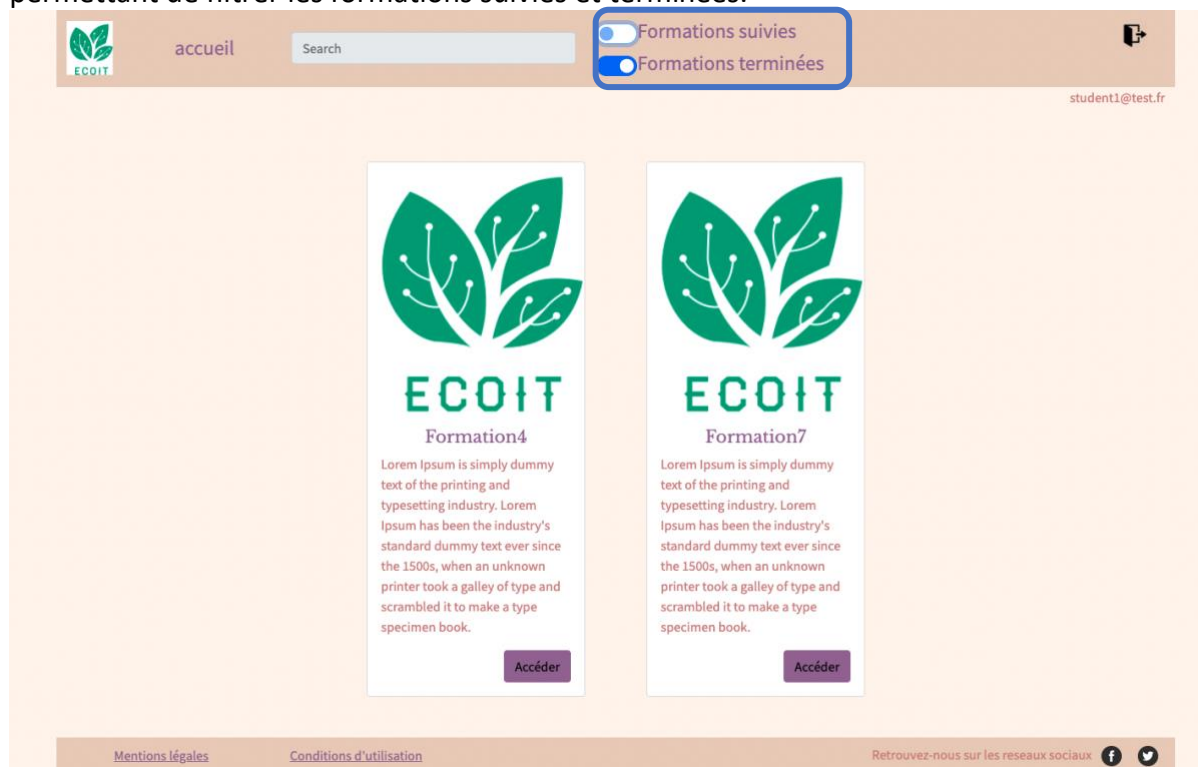 permettant de filtrer les formations suivies et terminées.
ECOIT
accueil
Search
Formations suivies
Formations terminées
student1@test.fr
ECOIT
Formation4
Lorem Ipsum is simply dummy
text of the printing and
typesetting industry. Lorem
Ipsum has been the industry's
standard dummy text ever since
the 1500s, when an unknown
printer took a galley of type and
scrambled it to make a type
specimen book.
Accéder
ECOIT
Formation7
Lorem Ipsum is simply dummy
text of the printing and
typesetting industry. Lorem
Ipsum has been the industry's
standard dummy text ever since
the 1500s, when an unknown
printer took a galley of type and
scrambled it to make a type
specimen book.
Accéder
Mentions légales
Conditions d'utilisation
Retrouvez-nous sur les reseaux sociaux